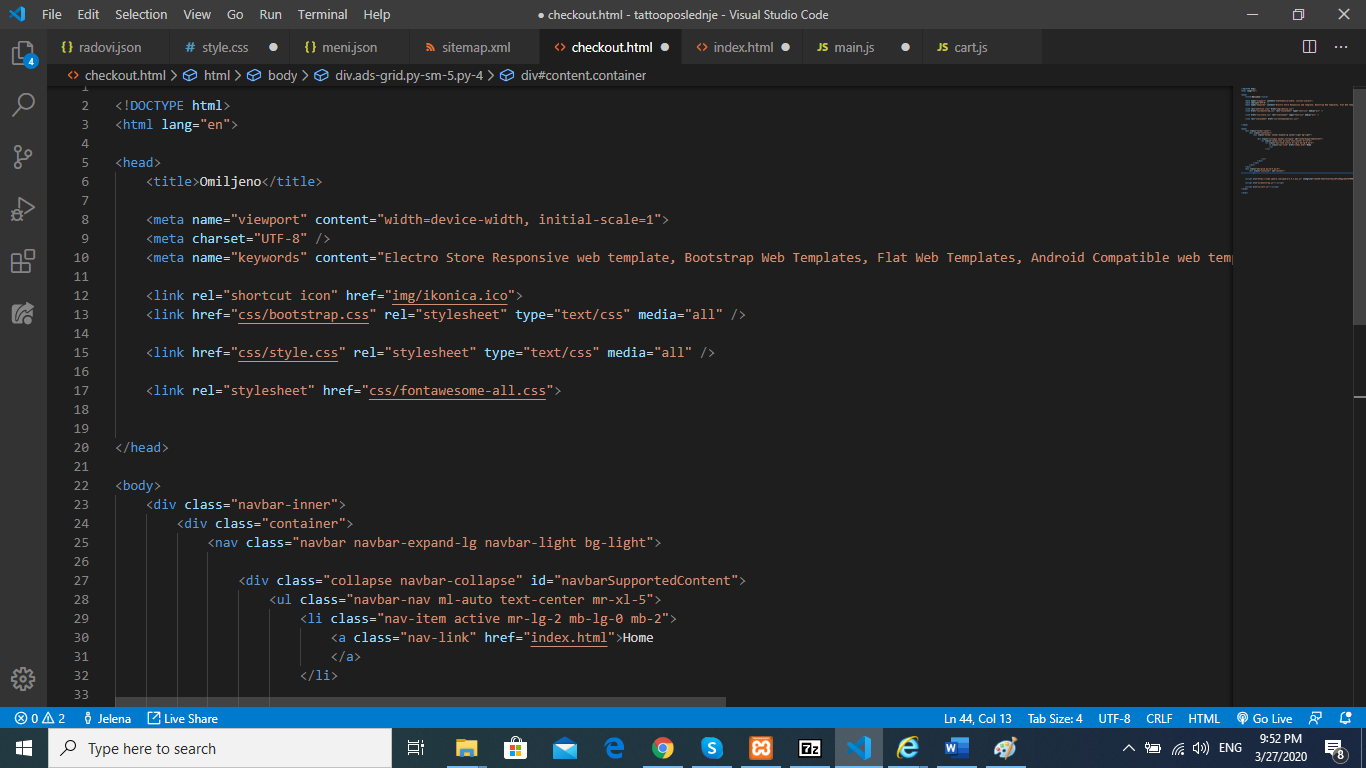 File Edit Selection View Go Run Terminal Help
● checkout.html - tattooposlednje - Visual Studio Code
{} radovi.json # style.css ● {} meni.json sitemap.xml <> checkout.html ● <> index.html ● JS main.js ● JS cart.js ...
<> checkout.html > html > body > div.ads-grid.py-sm-5.py-4 > div#content.container
4
1
2 <!DOCTYPE html>
3 <html lang="en">
4
5 <head>
6 <title>Omiljeno</title>
7
8 <meta name="viewport" content="width=device-width, initial-scale=1">
9 <meta charset="UTF-8" />
10 <meta name="keywords" content="Electro Store Responsive web template, Bootstrap Web Templates, Flat Web Templates, Android Compatible web tem
11
12 <link rel="shortcut icon" href="img/ikonica.ico">
13 <link href="css/bootstrap.css" rel="stylesheet" type="text/css" media="all" />
14
15 <link href="css/style.css" rel="stylesheet" type="text/css" media="all" />
16
17 <link rel="stylesheet" href="css/fontawesome-all.css">
18
19
20 </head>
21
22 <body>
23 <div class="navbar-inner">
24 <div class="container">
25 <nav class="navbar navbar-expand-lg navbar-light bg-light">
26
27 <div class="collapse navbar-collapse" id="navbarSupportedContent">
28 <ul class="navbar-nav ml-auto text-center mr-xl-5">
29 <li class="nav-item active mr-lg-2 mb-lg-0 mb-2">
30 <a class="nav-link" href="index.html">Home
31 </a>
32 </li>
33
0 2 Jelena Live Share Ln 44, Col 13 Tab Size: 4 UTF-8 CRLF HTML Go Live
Type here to search
7z
ENG
9:52 PM
3/27/2020
8